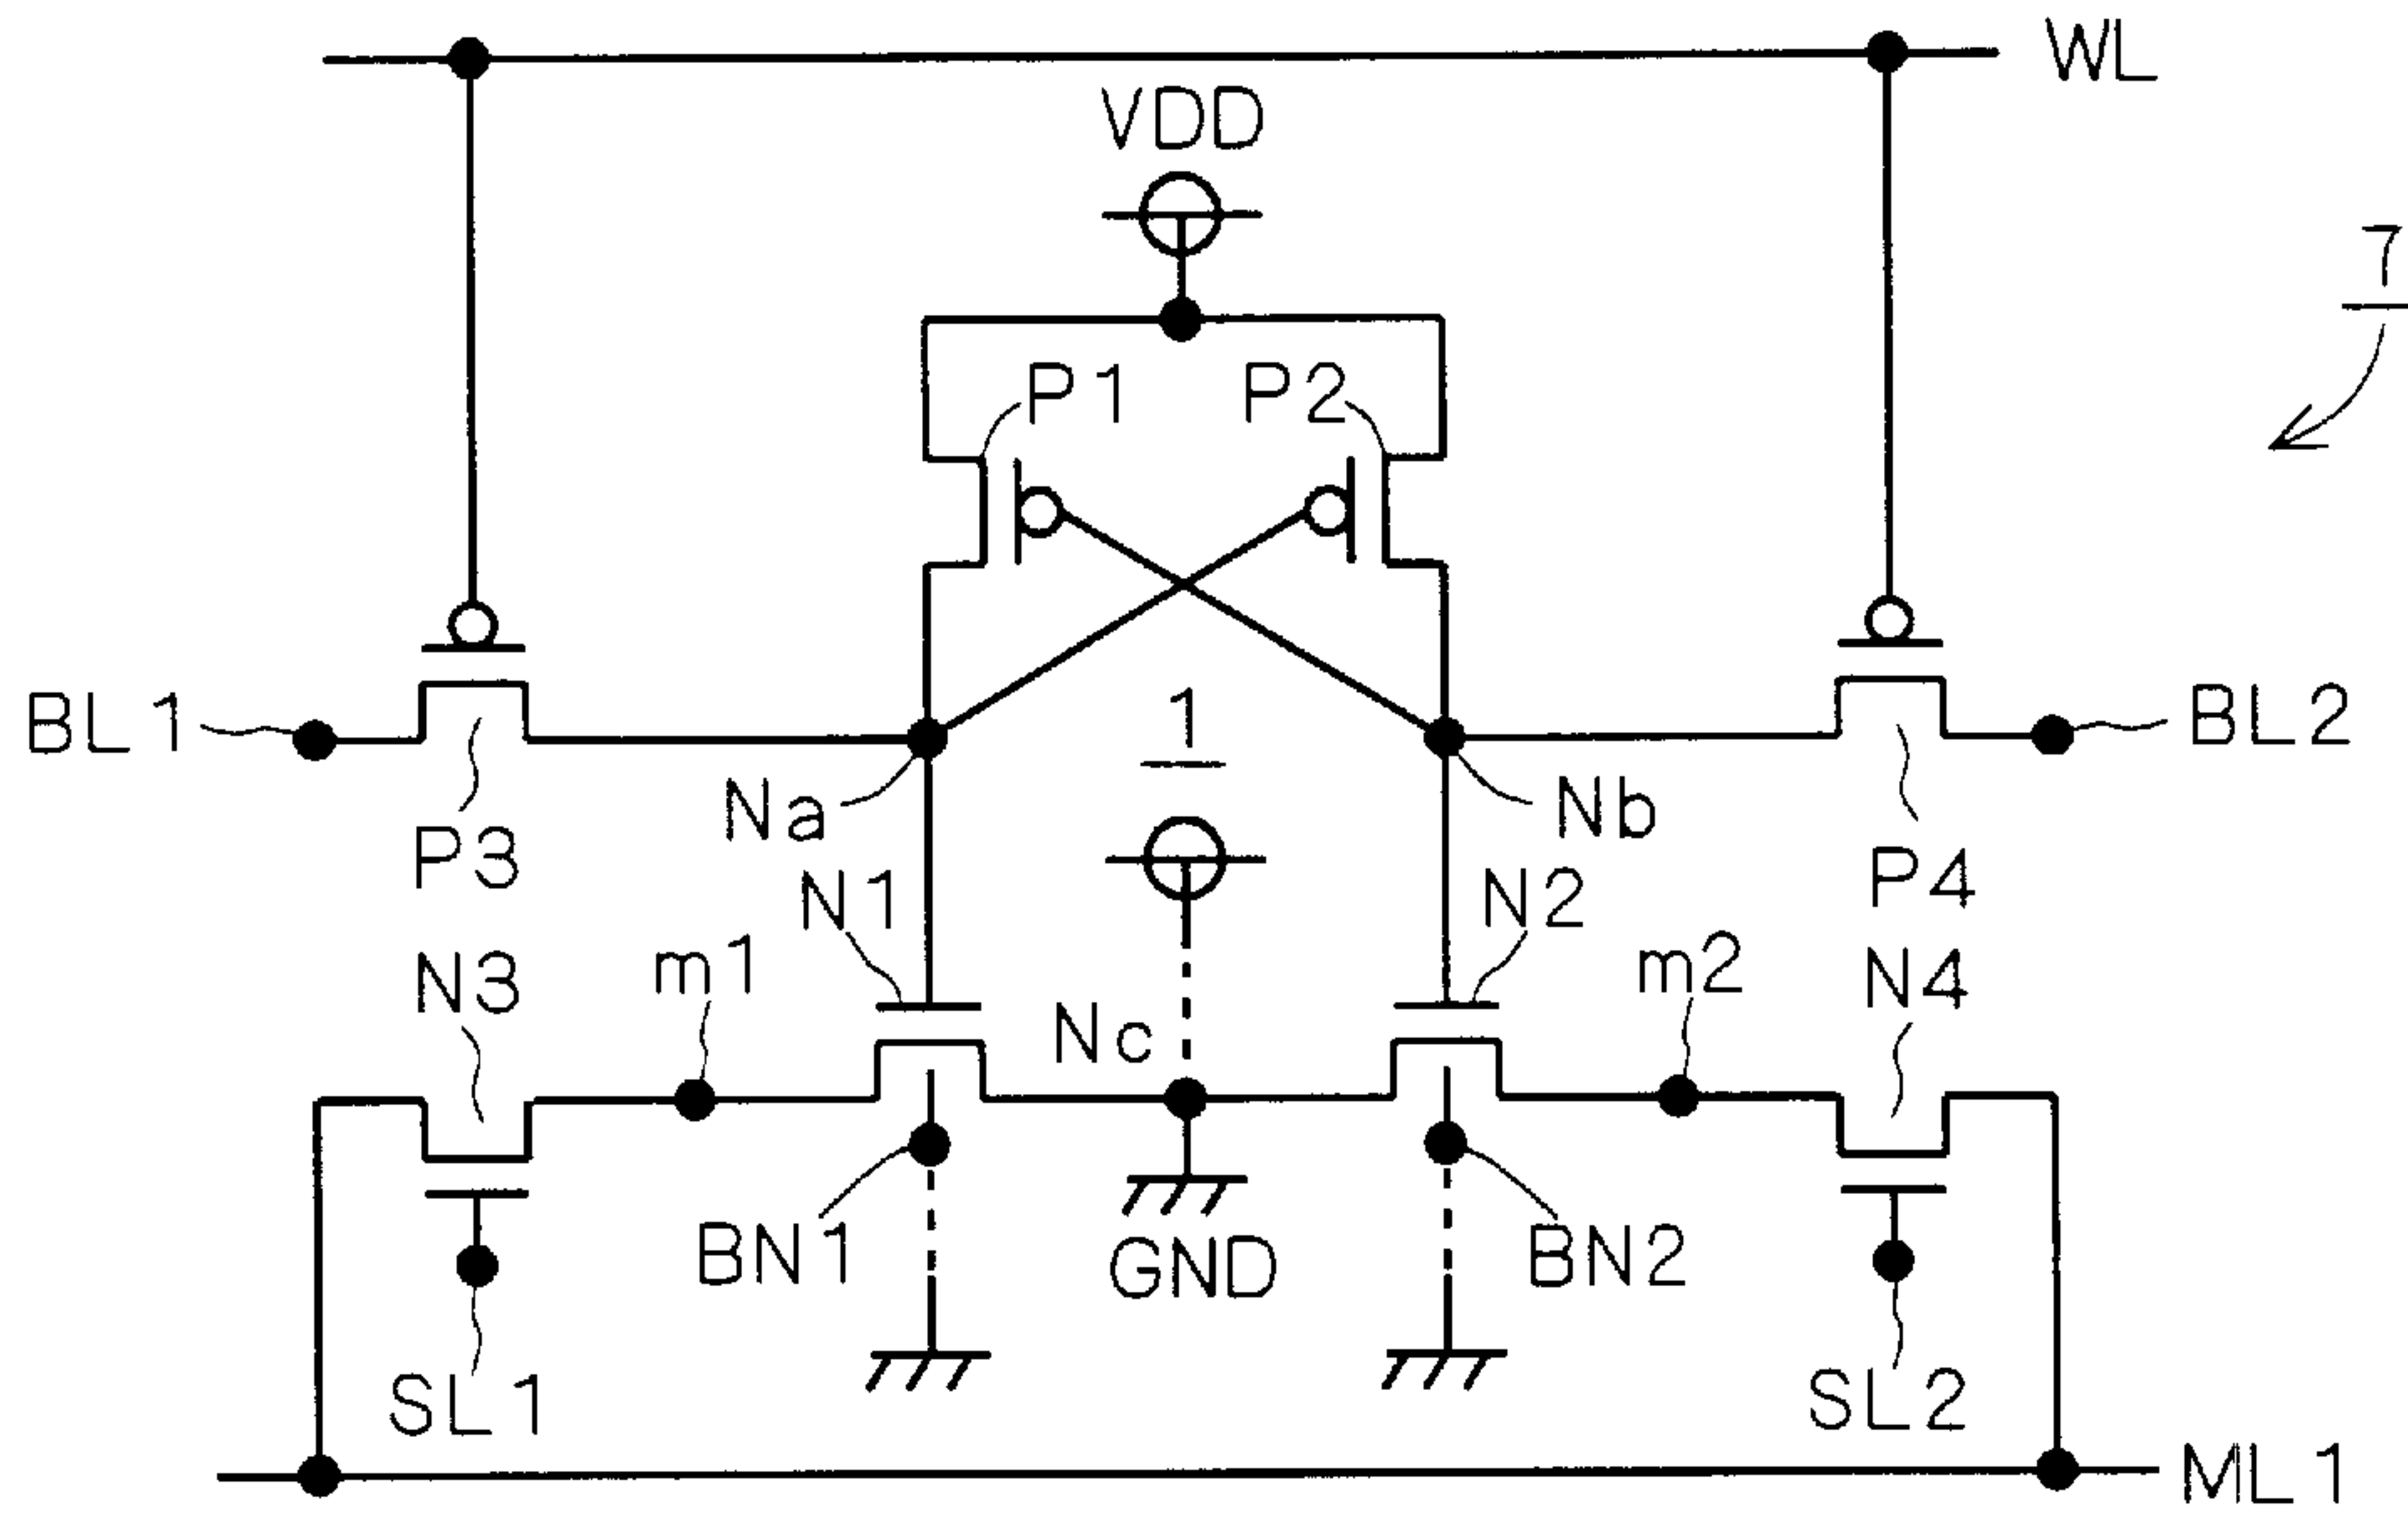 WL
VDD
7
P1
P2
BL1
1
BL2
Na
Nb
P3
N1
N2
P4
N3
m1
Nc
m2
N4
BN1
GND
BN2
SL1
SL2
ML1